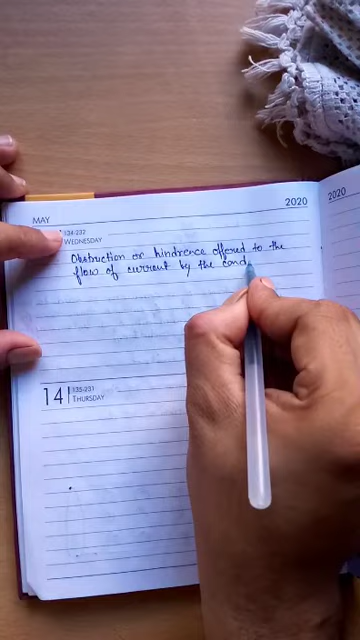 MAY
2020
2020
134-232
WEDNESDAY
Obstruction or hindrence offered to the
flow of current by the cond
14
135-231
THURSDAY